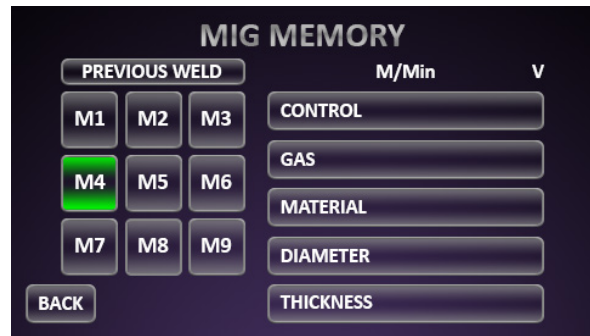 MIG MEMORY
PREVIOUS WELD
M/Min V
M1 M2 M3
CONTROL
GAS
M4 M5 M6
MATERIAL
M7 M8 M9
DIAMETER
BACK
THICKNESS